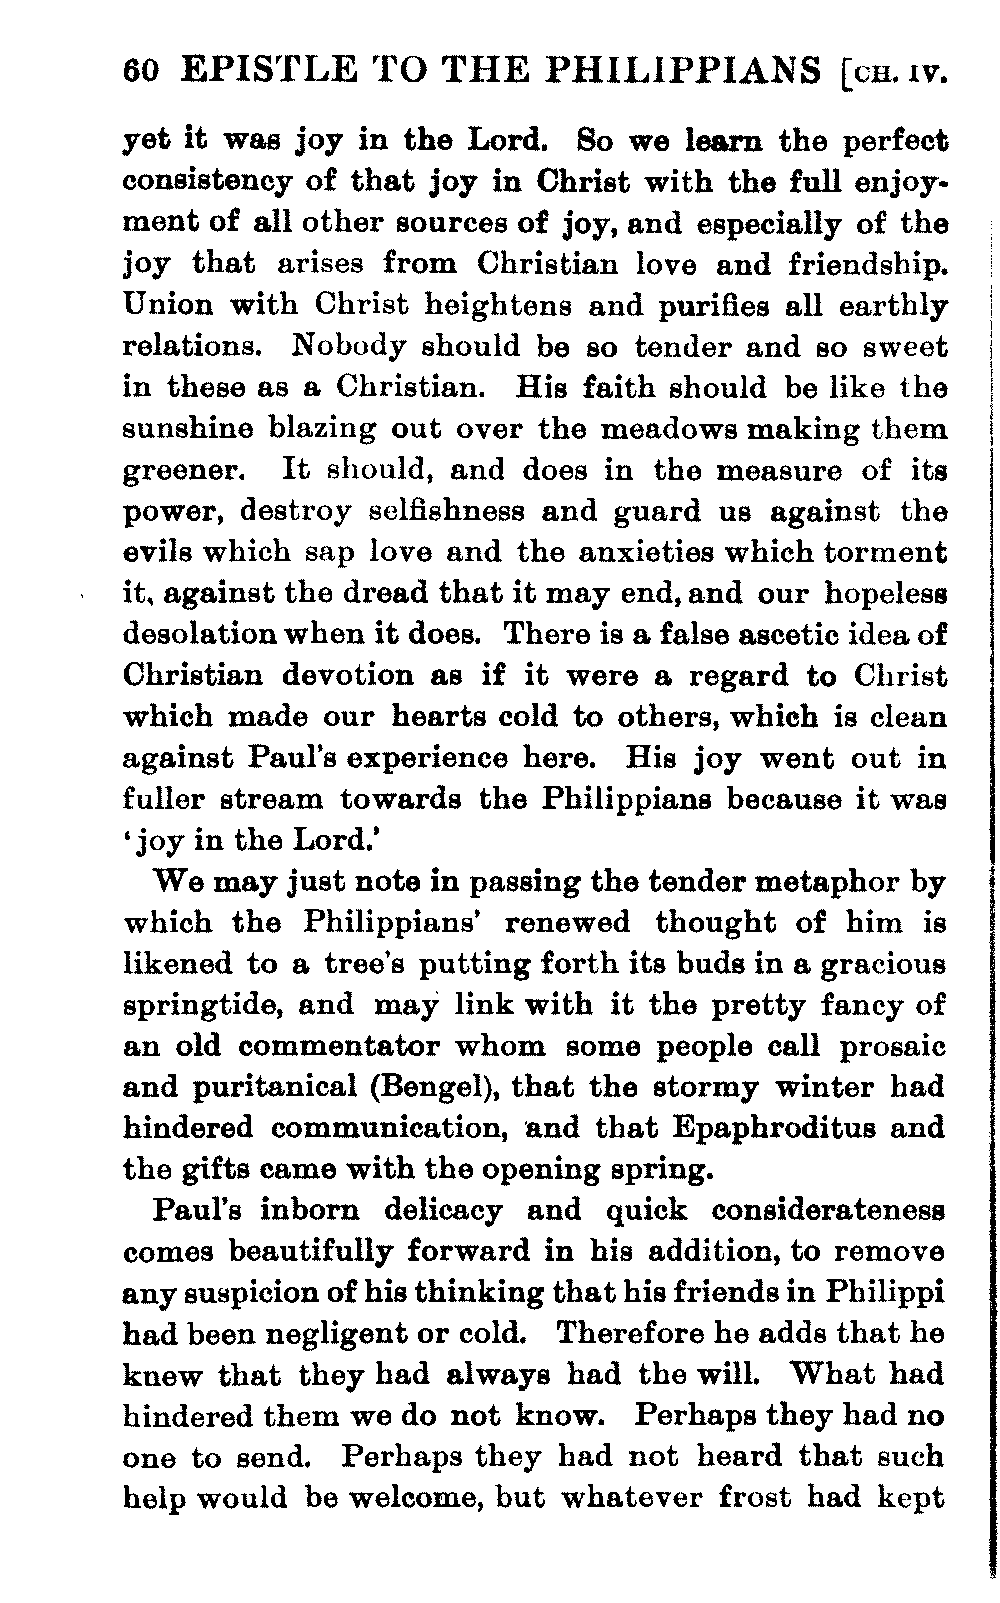 60 EPISTLE TO THE PHILIPPIANS [CH. IV.
yet it was joy in the Lord. So we learn the perfect
consistency of that joy in Christ with the full enjoy-
ment of all other sources of joy, and especially of the
joy that arises from Christian love and friendship.
Union with Christ heightens and purifies all earthly
relations. Nobody should be so tender and so sweet
in these as a Christian. His faith should be like the
sunshine blazing out over the meadows making them
greener. It should, and does in the measure of its
power, destroy selfishness and guard us against the
evils which sap love and the anxieties which torment
it, against the dread that it may end, and our hopeless
desolation when it does. There is a false ascetic idea of
Christian devotion as if it were a regard to Christ
which made our hearts cold to others, which is clean
against Paul's experience here. His joy went out in
fuller stream towards the Philippians because it was
'joy in the Lord.'
We may just note in passing the tender metaphor by
which the Philippians' renewed thought of him is
likened to a tree's putting forth its buds in a gracious
springtide, and may link with it the pretty fancy of
an old commentator whom some people call prosaic
and puritanical (Bengel), that the stormy winter had
hindered communication, and that Epaphroditus and
the gifts came with the opening spring.
Paul's inborn delicacy and quick considerateness
comes beautifully forward in his addition, to remove
any suspicion of his thinking that his friends in Philippi
had been negligent or cold. Therefore he adds that he
knew that they had always had the will. What had
hindered them we do not know. Perhaps they had no
one to send. Perhaps they had not heard that such
help would be welcome, but whatever frost had kept